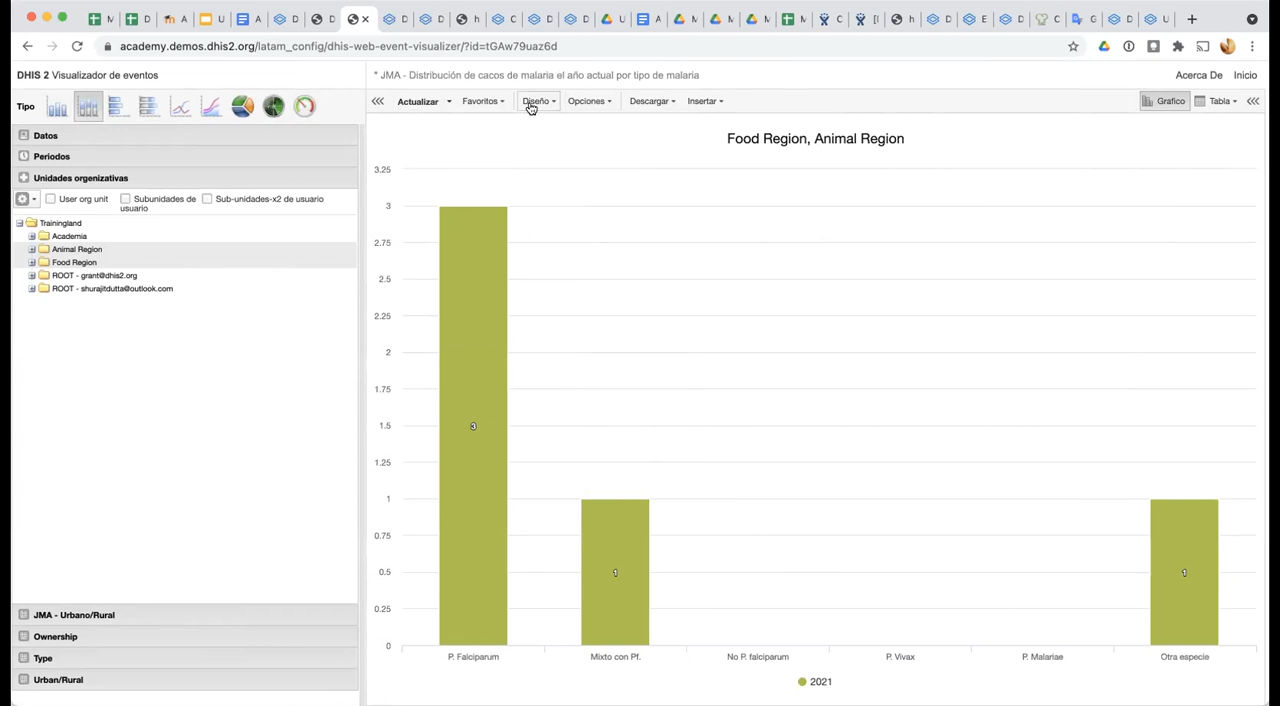 M
D
A
U
A
D
D
D
D
h
C
D
D
U
A
M
M
M
M
C
[
h
D
E
D
C
G
D
U
academy.demos.dhis2.org/latam_config/dhis-web-event-visualizer/?id=tGAw79uaz6d
DHIS 2 Visualizador de eventos
* JMA - Distribución de cacos de malaria el año actual por tipo de malaria
Acerca De
Inicio
Tipo
Actualizar
Favoritos
Diseño
Opciones
Descargar
Insertar
Grafico
Tabla
Datos
Periodos
Unidades organizativas
User org unit
Subunidades de usuario
Sub-unidades-x2 de usuario
Trainingland
Academia
Animal Region
Food Region
ROOT - grant@dhis2.org
ROOT - shurajitdutta@outlook.com
JMA - Urbano/Rural
Ownership
Type
Urban/Rural
Food Region, Animal Region
3.25
3
2.75
2.5
2.25
2
1.75
1.5
1.25
1
0.75
0.5
0.25
0
3
1
1
P. Falciparum
Mixto con Pf.
No P. falciparum
P. Vivax
P. Malariae
Otra especie
2021